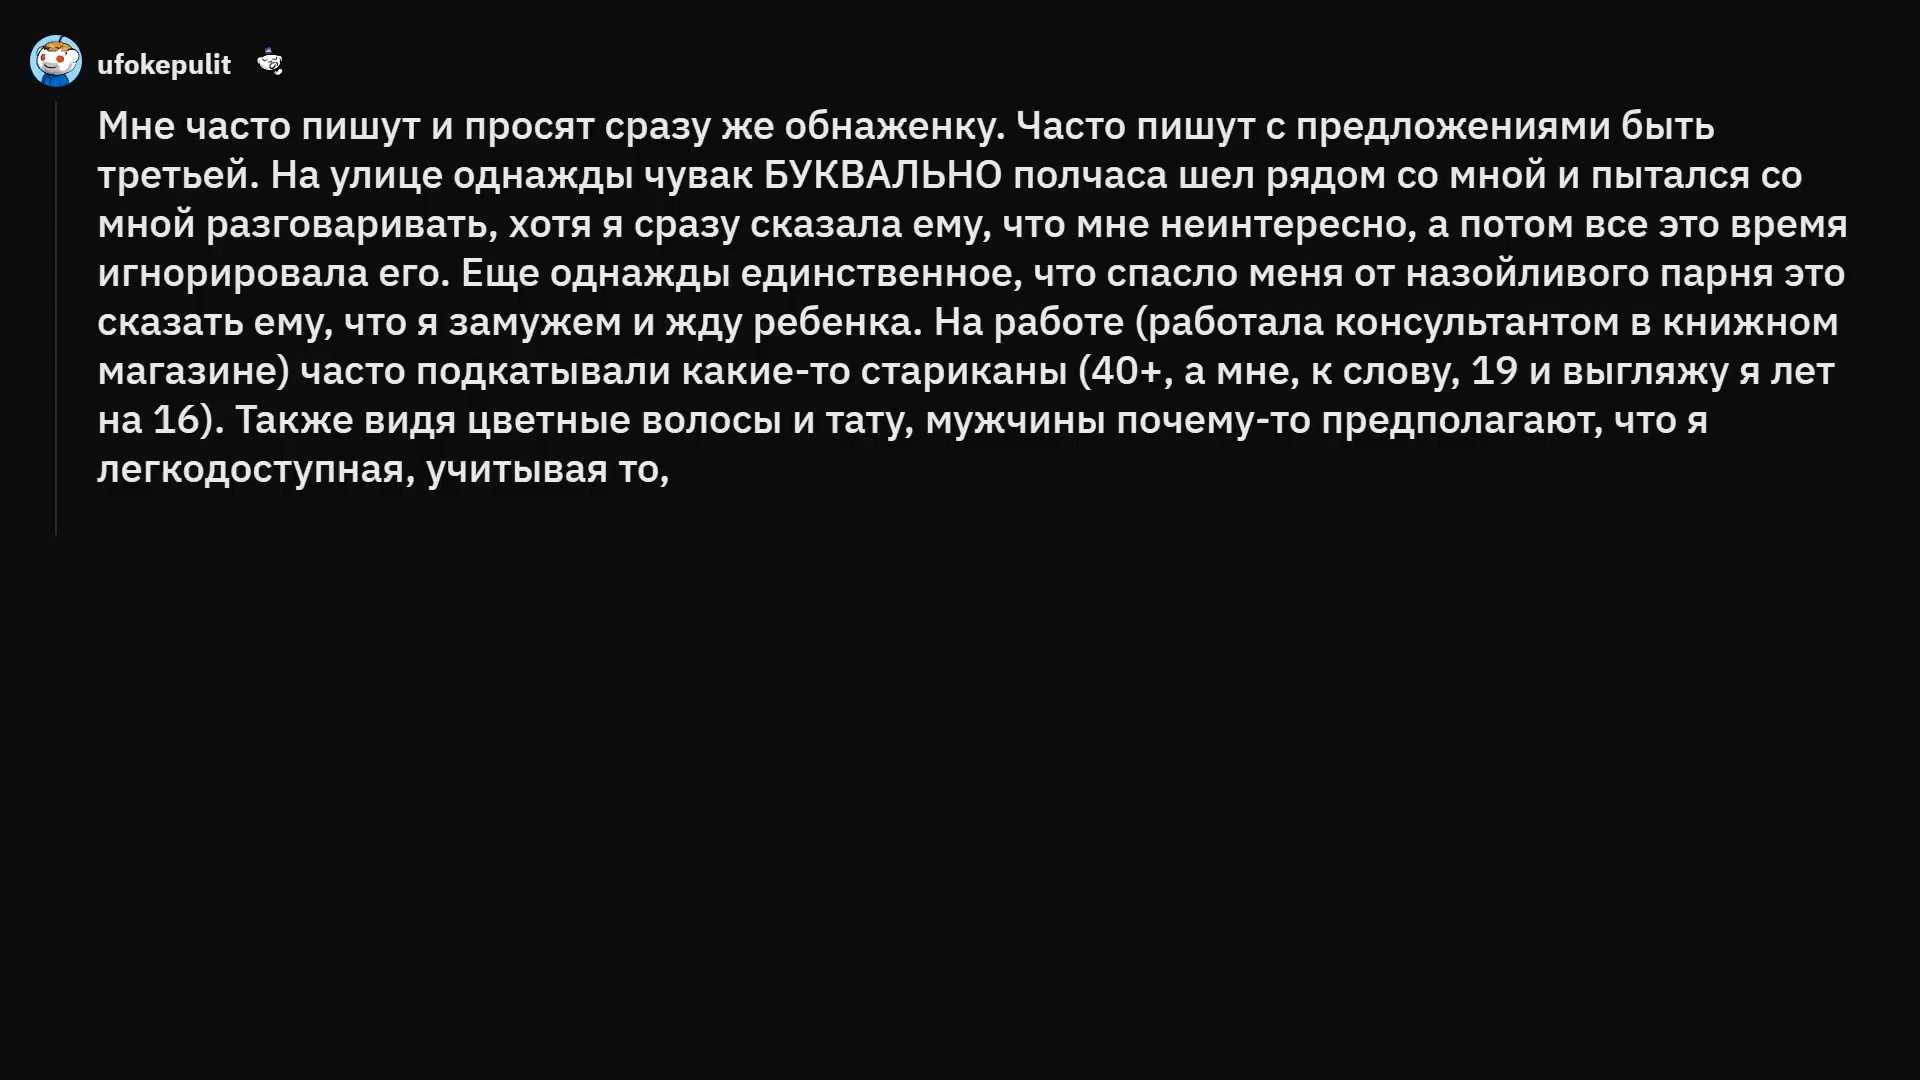 ufokepulit
Мне часто пишут и просят сразу же обнаженку. Часто пишут с предложениями быть
третьей. На улице однажды чувак БУКВАЛЬНО полчаса шел рядом со мной и пытался со
мной разговаривать, хотя я сразу сказала ему, что мне неинтересно, а потом все это время
игнорировала его. Еще однажды единственное, что спасло меня от назойливого парня это
сказать ему, что я замужем и жду ребенка. На работе (работала консультантом в книжном
магазине) часто подкатывали какие-то стариканы (40+, а мне, к слову, 19 и выгляжу я лет
на 16). Также видя цветные волосы и тату, мужчины почему-то предполагают, что я
легкодоступная, учитывая то,